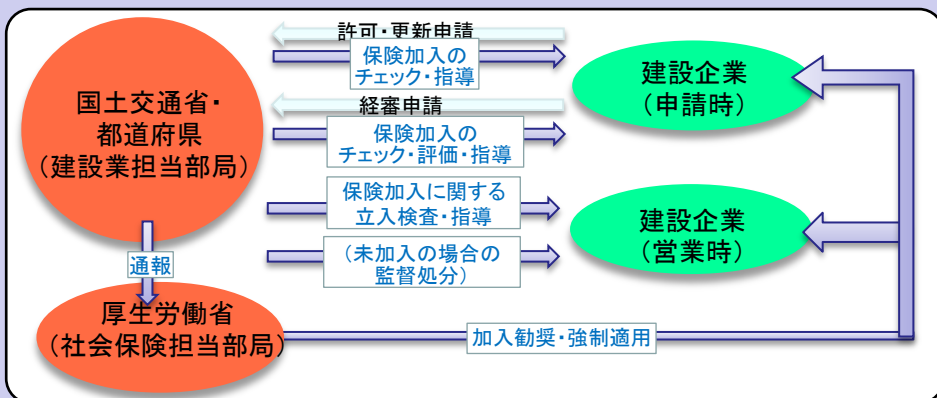 国土交通省・
都道府県
（建設業担当部局）
通報
厚生労働省
（社会保険担当部局）
許可・更新申請
保険加入の
チェック・指導
経審申請
保険加入の
チェック・評価・指導
保険加入に関する
立入検査・指導
（未加入の場合の
監督処分）
建設企業
（申請時）
建設企業
（営業時）
加入勧奨・強制適用